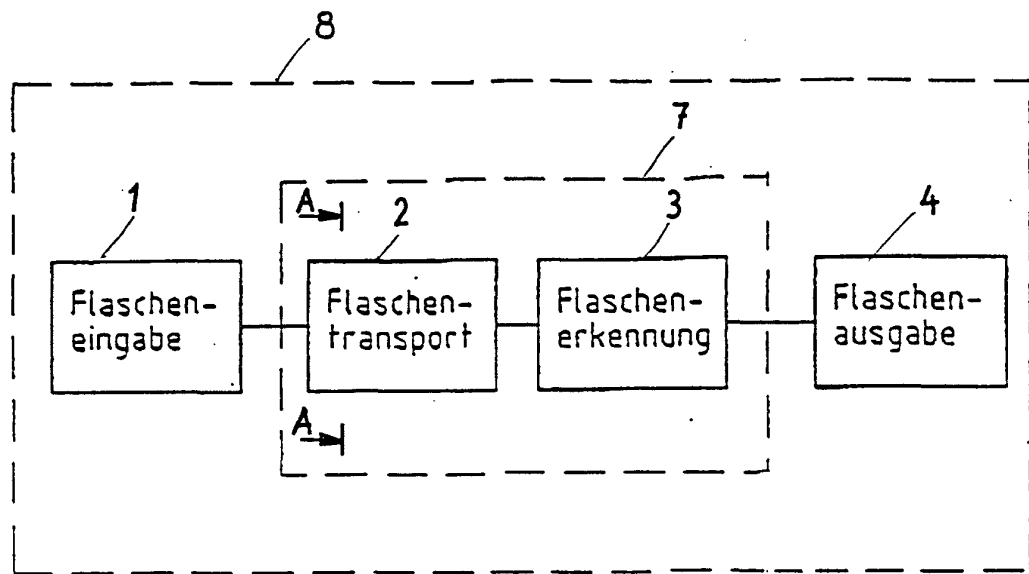 8
7
1
A
2
3
4
Flaschen-
eingabe
Flaschen-
transport
Flaschen-
erkennung
Flaschen-
ausgabe
A